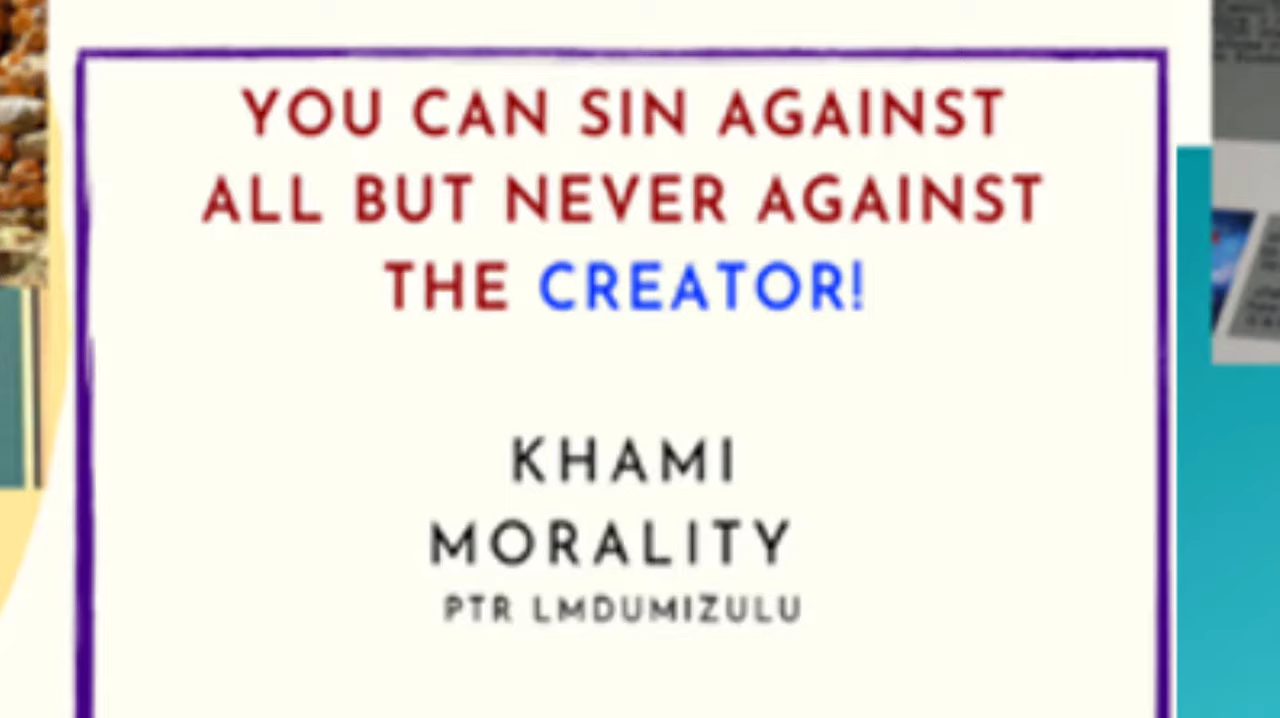 YOU CAN SIN AGAINST
ALL BUT NEVER AGAINST
THE CREATOR!
KHAMI
MORALITY
PTR LMDUMIZULU